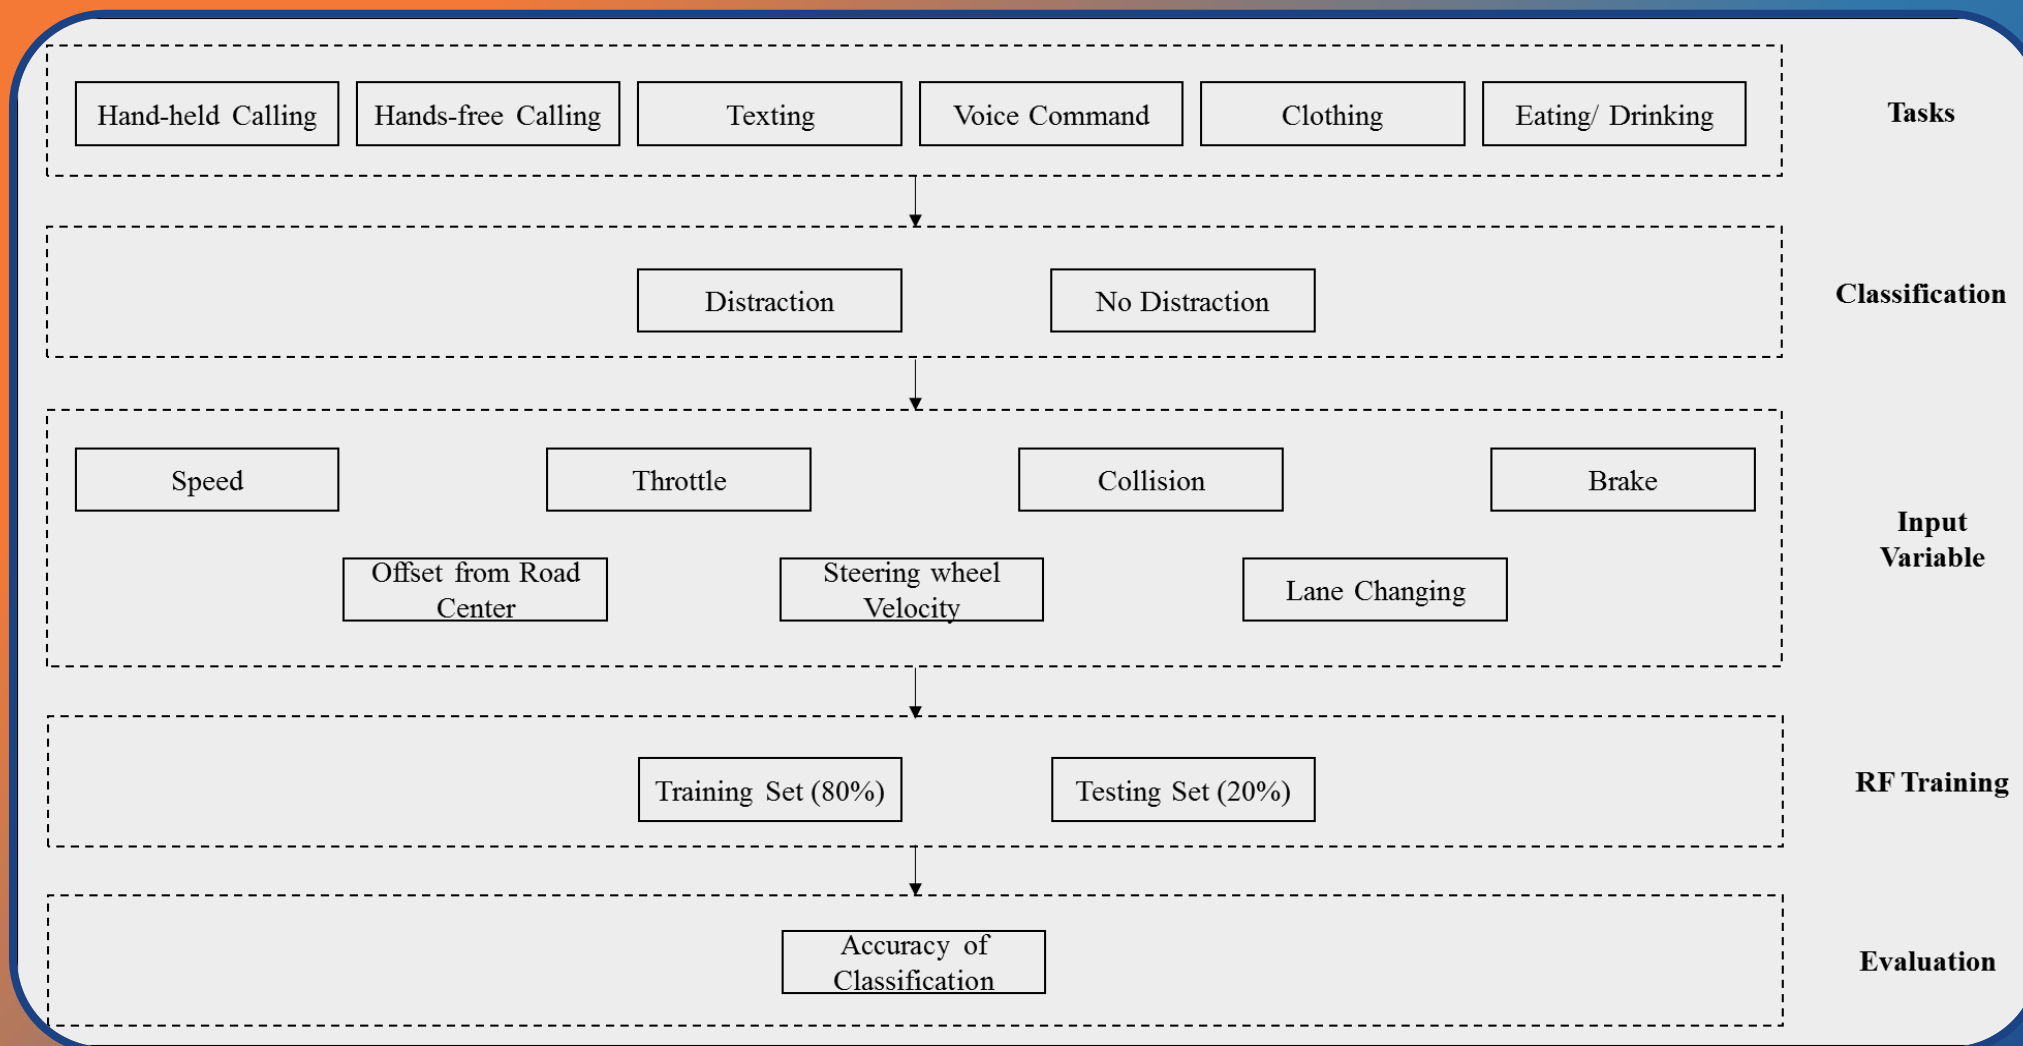 Hand-held Calling
Hands-free Calling
Texting
Voice Command
Clothing
Eating/ Drinking
Tasks
Distraction
No Distraction
Classification
Speed
Throttle
Collision
Brake
Offset from Road
Center
Steering wheel
Velocity
Lane Changing
Input
Variable
Training Set (80%)
Testing Set (20%)
RF Training
Accuracy of
Classification
Evaluation